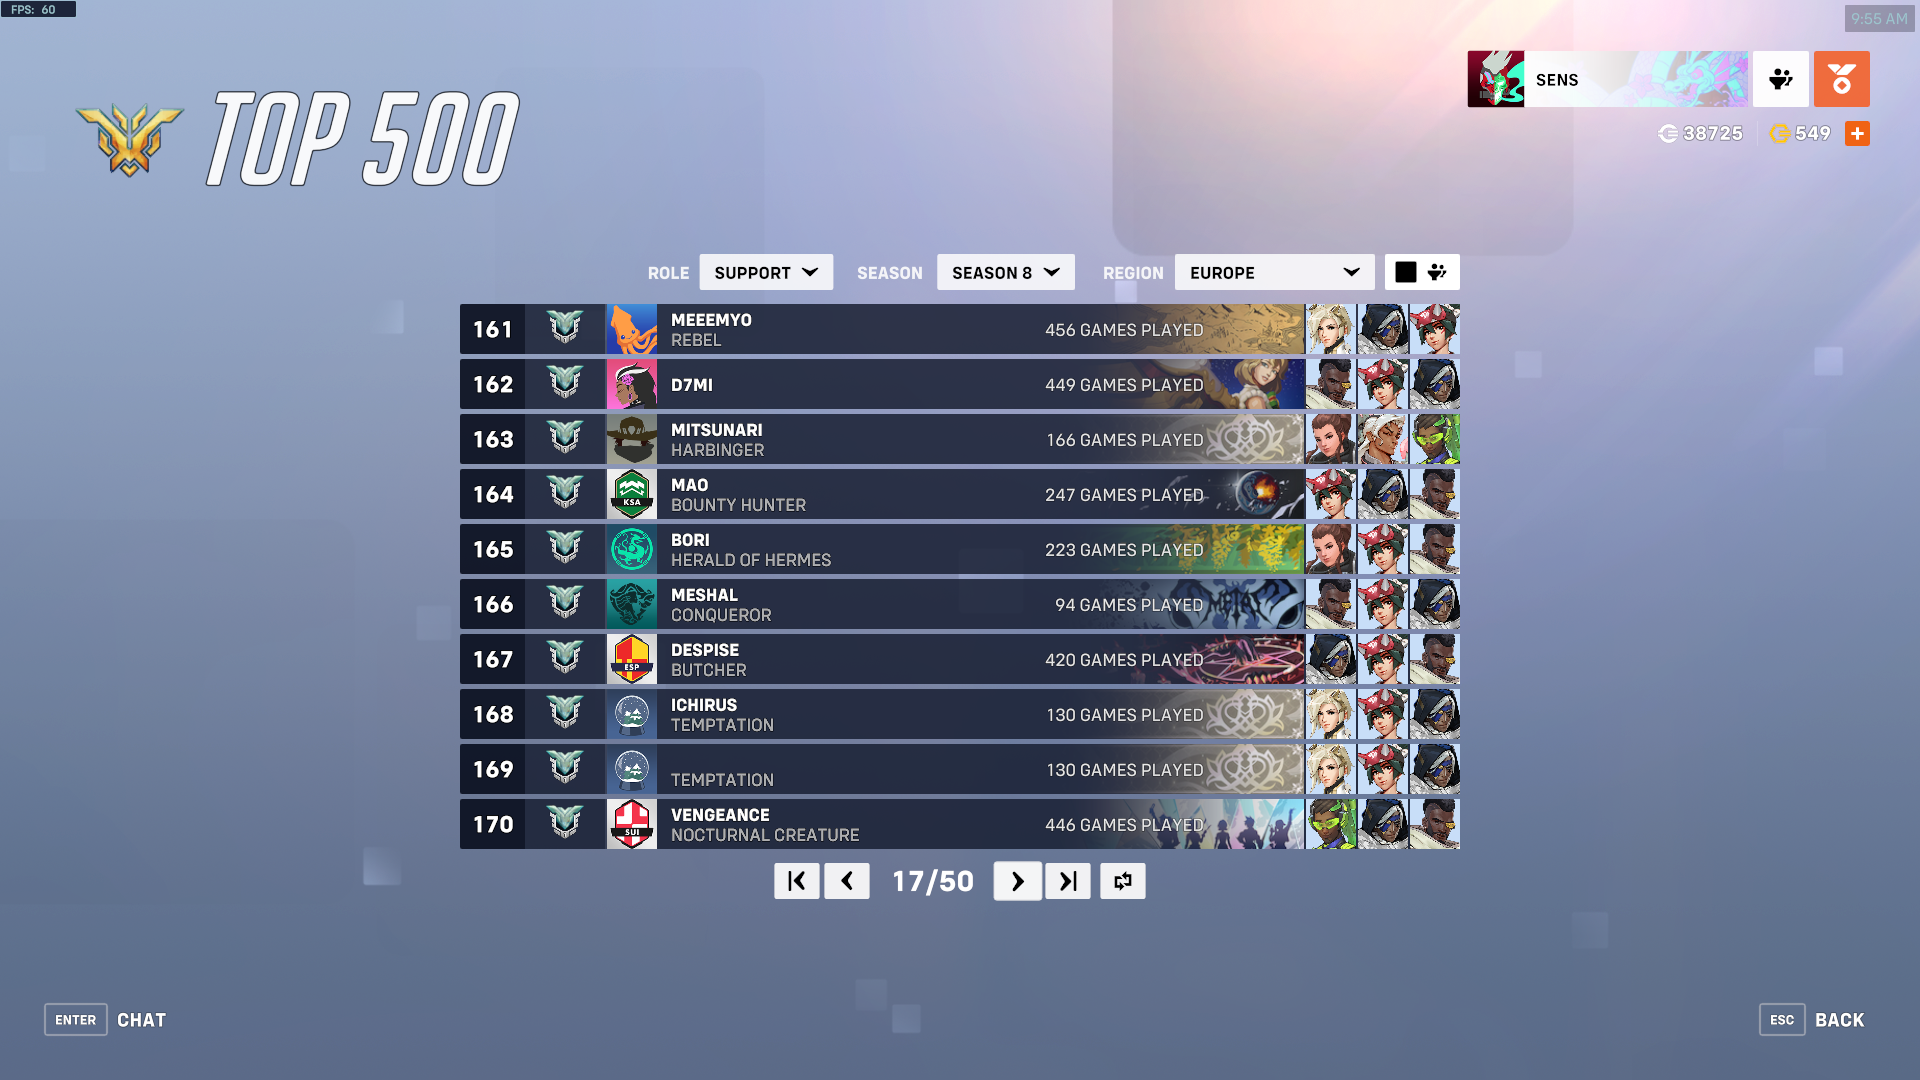 FPS: 60
9:55 AM
TOP 500
SENS
38725
549
ROLE SUPPORT SEASON SEASON 8 REGION EUROPE
161 MEEEMYO
REBEL
456 GAMES PLAYED
162 D7MI
449 GAMES PLAYED
163 MITSUNARI
HARBINGER
166 GAMES PLAYED
164 KSA MAO
BOUNTY HUNTER
247 GAMES PLAYED
165 BORI
HERALD OF HERMES
223 GAMES PLAYED
166 MESHAL
CONQUEROR
94 GAMES PLAYED
167 ESP DESPISE
BUTCHER
420 GAMES PLAYED
168 ICHIRUS
TEMPTATION
130 GAMES PLAYED
169 TEMPTATION
130 GAMES PLAYED
170 SUI VENGEANCE
NOCTURNAL CREATURE
446 GAMES PLAYED
17/50
ENTER CHAT
ESC BACK